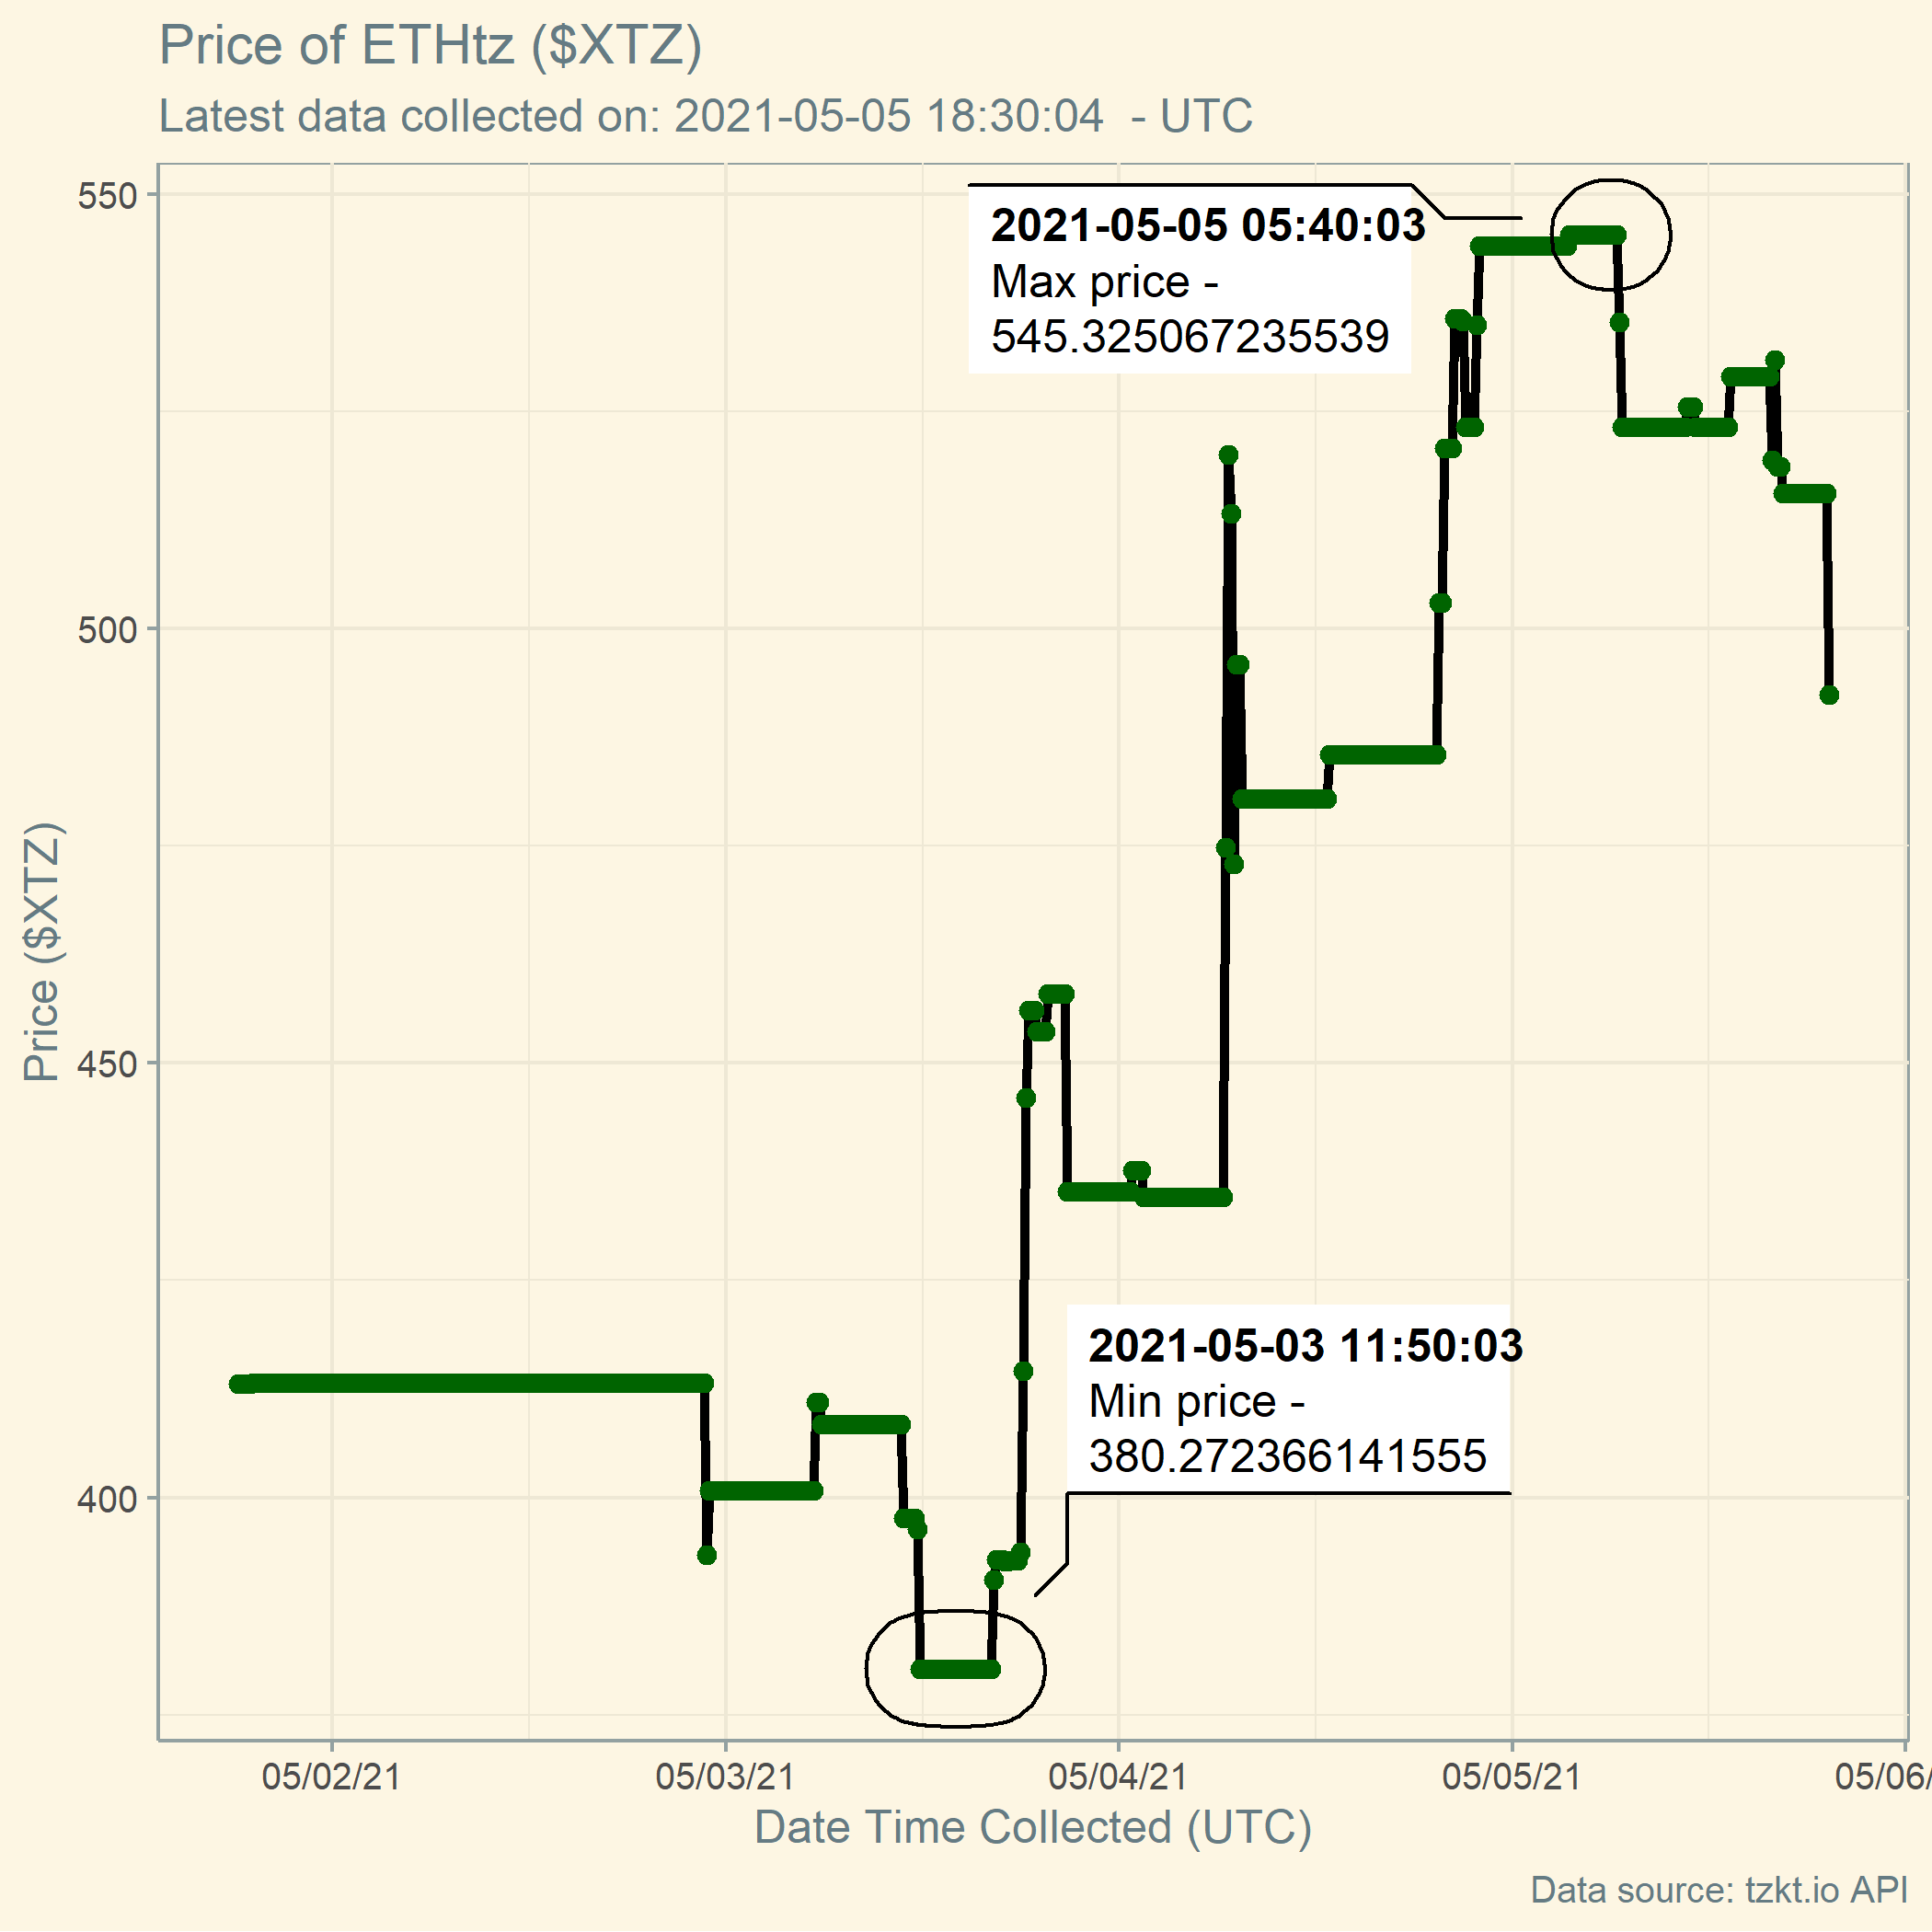 Price of ETHtz ($XTZ)
Latest data collected on: 2021-05-05 18:30:04  - UTC
550
2021-05-05 05:40:03
Max price -
545.325067235539
500
Price ($XTZ)
450
2021-05-03 11:50:03
Min price -
380.272366141555
400
05/02/21 05/03/21 05/04/21 05/05/21 05/06/
Date Time Collected (UTC)
Data source: tzkt.io API